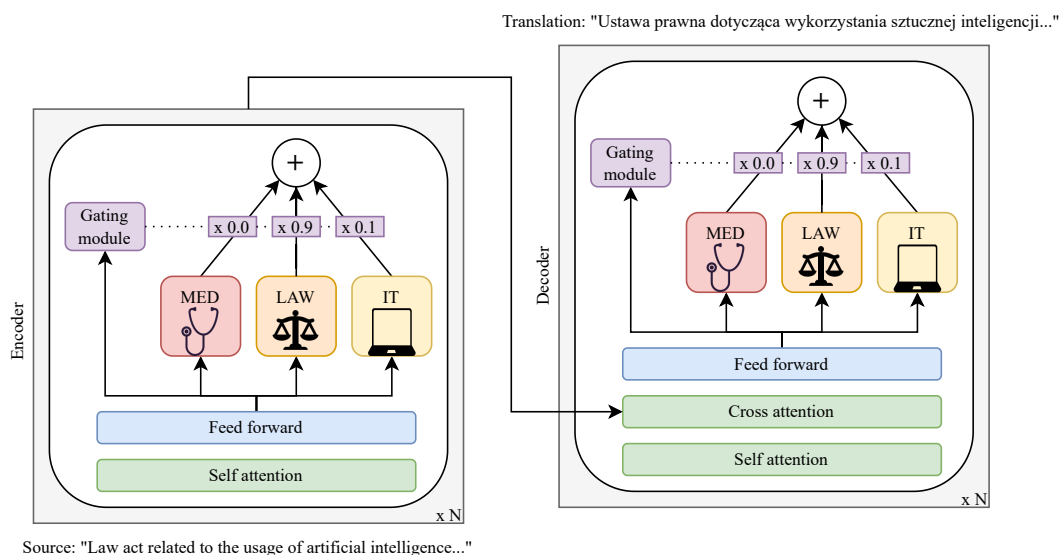 Translation: "Ustawa prawna dotycząca wykorzystania sztucznej inteligencji..."
Encoder
+
Gating
module
x 0.0
x 0.9
x 0.1
MED
LAW
IT
Feed forward
Self attention
x N
Source: "Law act related to the usage of artificial intelligence..."
Decoder
+
Gating
module
x 0.0
x 0.9
x 0.1
MED
LAW
IT
Feed forward
Cross attention
Self attention
x N